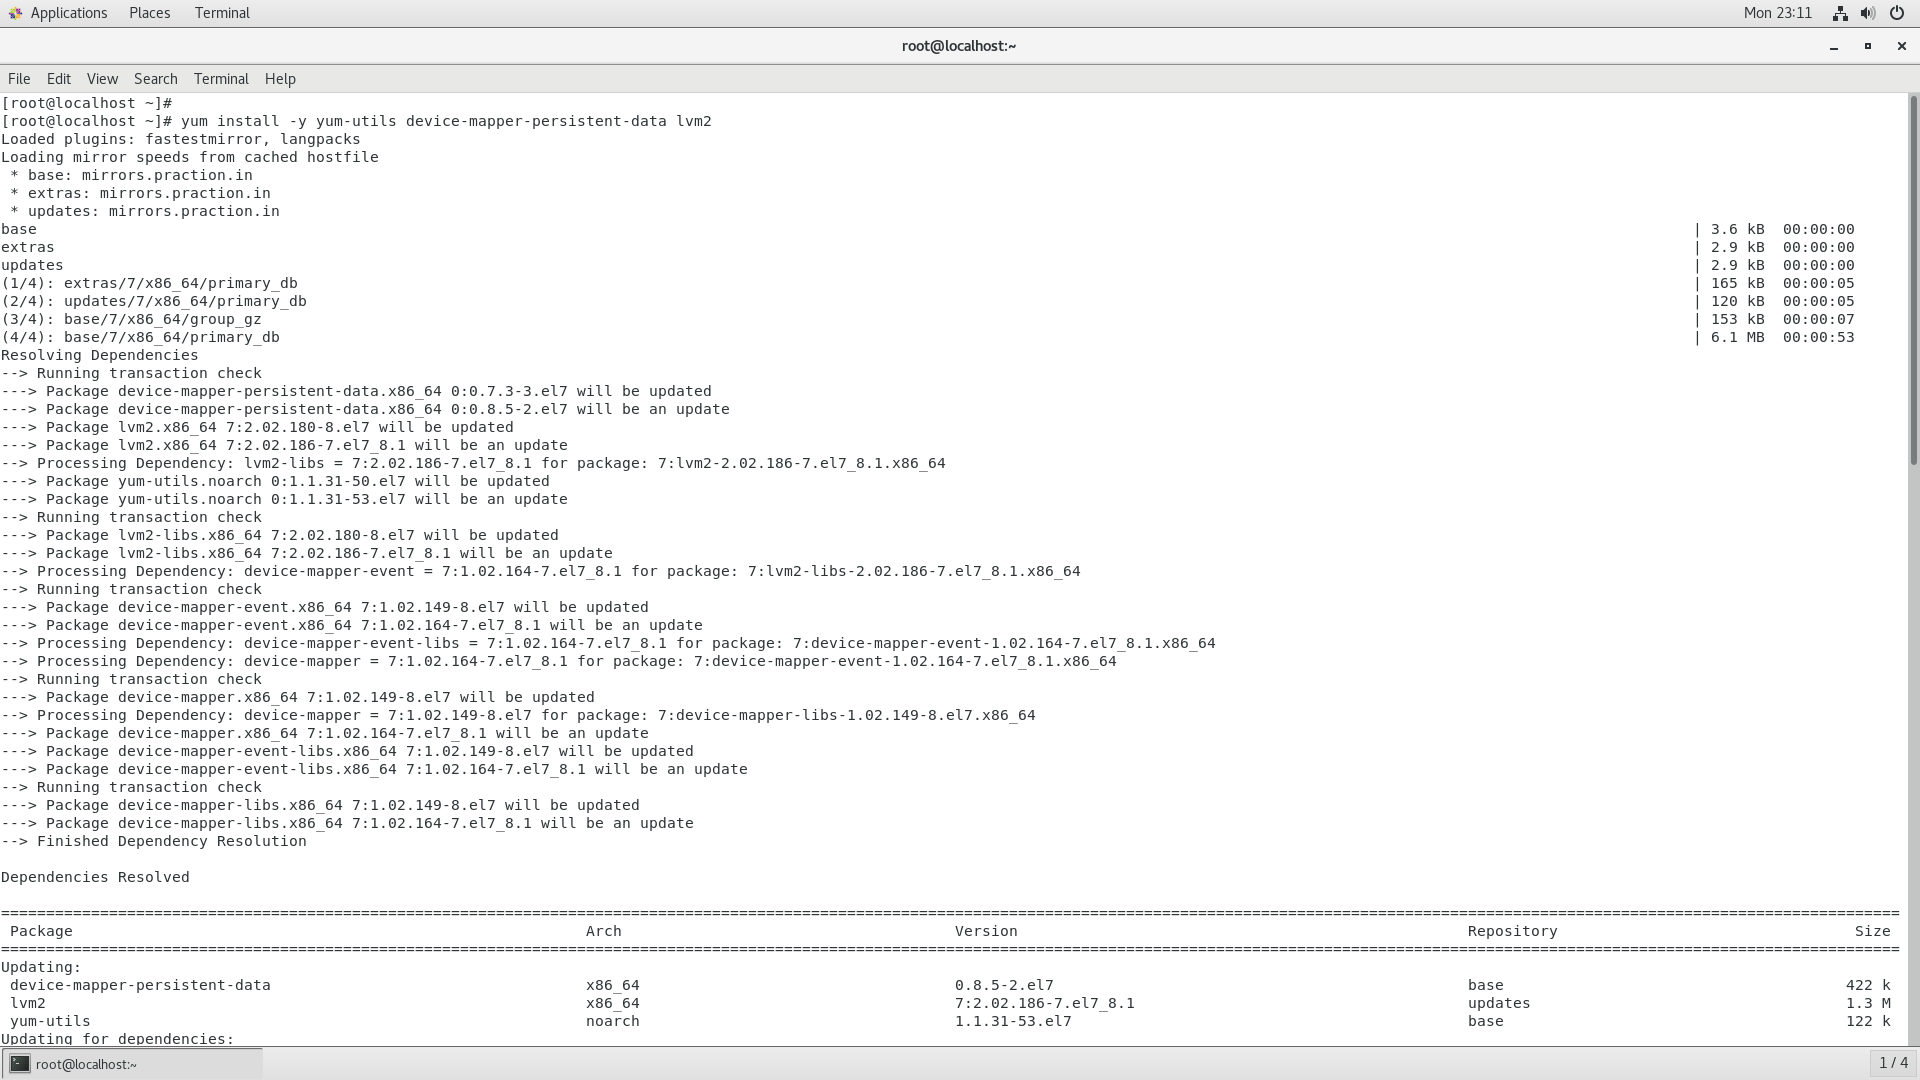 Applications Places Terminal Mon 23:11
root@localhost:~
File Edit View Search Terminal Help
[root@localhost ~]#
[root@localhost ~]# yum install -y yum-utils device-mapper-persistent-data lvm2
Loaded plugins: fastestmirror, langpacks
Loading mirror speeds from cached hostfile
 * base: mirrors.praction.in
 * extras: mirrors.praction.in
 * updates: mirrors.praction.in
base | 3.6 kB  00:00:00
extras | 2.9 kB  00:00:00
updates | 2.9 kB  00:00:00
(1/4): extras/7/x86_64/primary_db | 165 kB  00:00:05
(2/4): updates/7/x86_64/primary_db | 120 kB  00:00:05
(3/4): base/7/x86_64/group_gz | 153 kB  00:00:07
(4/4): base/7/x86_64/primary_db | 6.1 MB  00:00:53
Resolving Dependencies
--> Running transaction check
---> Package device-mapper-persistent-data.x86_64 0:0.7.3-3.el7 will be updated
---> Package device-mapper-persistent-data.x86_64 0:0.8.5-2.el7 will be an update
---> Package lvm2.x86_64 7:2.02.180-8.el7 will be updated
---> Package lvm2.x86_64 7:2.02.186-7.el7_8.1 will be an update
--> Processing Dependency: lvm2-libs = 7:2.02.186-7.el7_8.1 for package: 7:lvm2-2.02.186-7.el7_8.1.x86_64
---> Package yum-utils.noarch 0:1.1.31-50.el7 will be updated
---> Package yum-utils.noarch 0:1.1.31-53.el7 will be an update
--> Running transaction check
---> Package lvm2-libs.x86_64 7:2.02.180-8.el7 will be updated
---> Package lvm2-libs.x86_64 7:2.02.186-7.el7_8.1 will be an update
--> Processing Dependency: device-mapper-event = 7:1.02.164-7.el7_8.1 for package: 7:lvm2-libs-2.02.186-7.el7_8.1.x86_64
--> Running transaction check
---> Package device-mapper-event.x86_64 7:1.02.149-8.el7 will be updated
---> Package device-mapper-event.x86_64 7:1.02.164-7.el7_8.1 will be an update
--> Processing Dependency: device-mapper-event-libs = 7:1.02.164-7.el7_8.1 for package: 7:device-mapper-event-1.02.164-7.el7_8.1.x86_64
--> Processing Dependency: device-mapper = 7:1.02.164-7.el7_8.1 for package: 7:device-mapper-event-1.02.164-7.el7_8.1.x86_64
--> Running transaction check
---> Package device-mapper.x86_64 7:1.02.149-8.el7 will be updated
--> Processing Dependency: device-mapper = 7:1.02.149-8.el7 for package: 7:device-mapper-libs-1.02.149-8.el7.x86_64
---> Package device-mapper.x86_64 7:1.02.164-7.el7_8.1 will be an update
---> Package device-mapper-event-libs.x86_64 7:1.02.149-8.el7 will be updated
---> Package device-mapper-event-libs.x86_64 7:1.02.164-7.el7_8.1 will be an update
--> Running transaction check
---> Package device-mapper-libs.x86_64 7:1.02.149-8.el7 will be updated
---> Package device-mapper-libs.x86_64 7:1.02.164-7.el7_8.1 will be an update
--> Finished Dependency Resolution
Dependencies Resolved
Package Arch Version Repository Size
Updating:
device-mapper-persistent-data x86_64 0.8.5-2.el7 base 422 k
lvm2 x86_64 7:2.02.186-7.el7_8.1 updates 1.3 M
yum-utils noarch 1.1.31-53.el7 base 122 k
Updating for dependencies:
root@localhost:~ 1 / 4